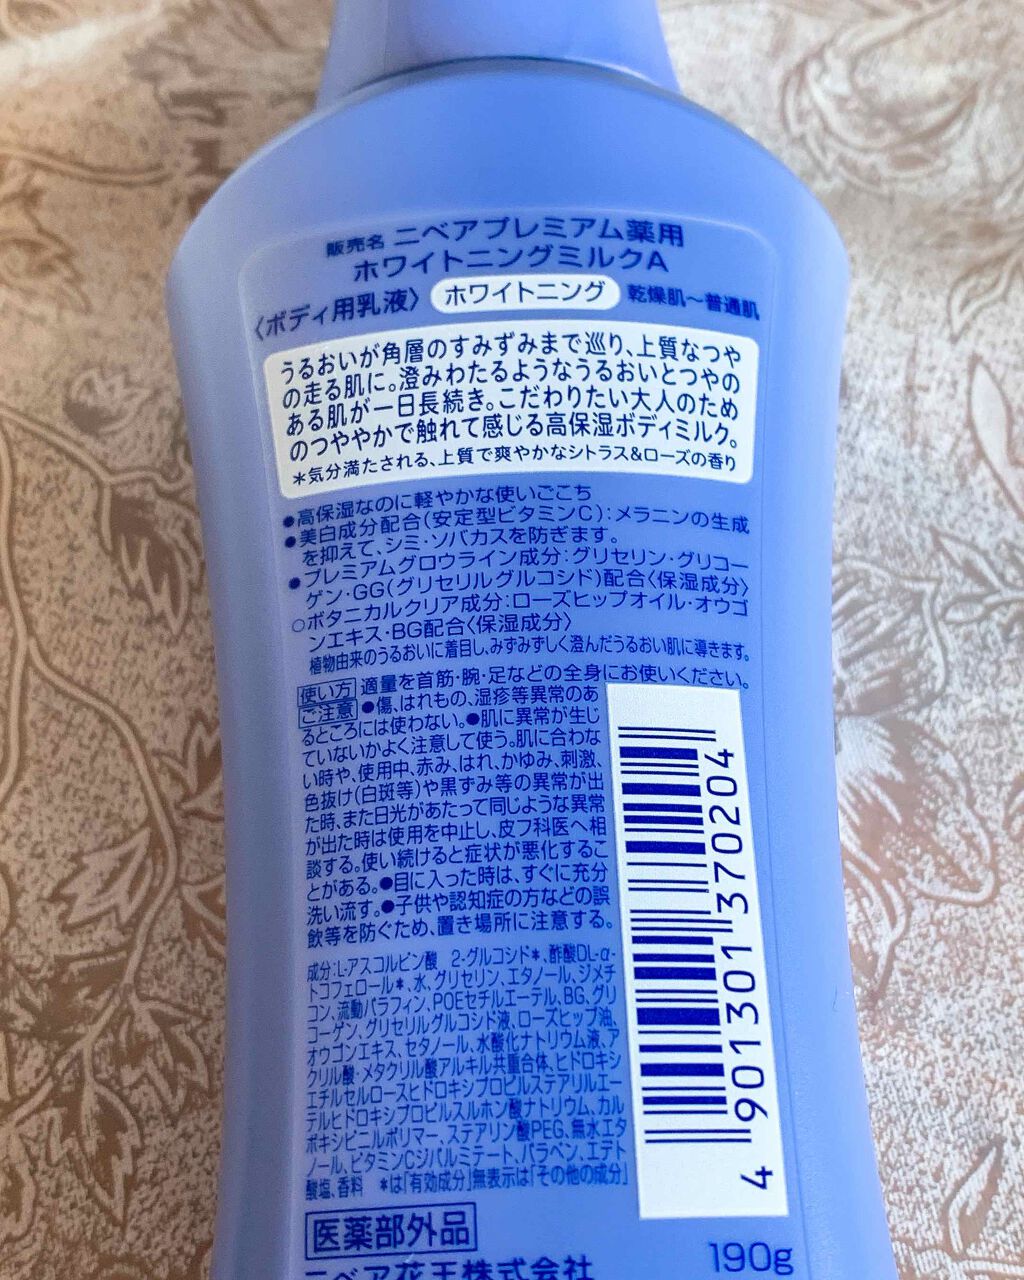 販売名 ニベアプレミアム薬用
ホワイトニングミルクA
〈ボディ用乳液〉 ホワイトニング 乾燥肌〜普通肌
うるおいが角層のすみずみまで巡り、上質なつや
の走る肌に。澄みわたるようなうるおいとつやの
ある肌が一日長続き。こだわりたい大人のため
のつややかで触れて感じる高保湿ボディミルク。
*気分満たされる、上質で爽やかなシトラス&ローズの香り
●高保湿なのに軽やかな使いごこち
●美白成分配合(安定型ビタミンC):メラニンの生成
を抑えて、シミ・ソバカスを防ぎます。
●プレミアムグロウライン成分:グリセリン・グリコー
ゲン・GG(グリセリルグルコシド)配合〈保湿成分〉
○ボタニカルクリア成分:ローズヒップオイル・オウゴ
ンエキス・BG配合〈保湿成分〉
植物由来のうるおいに着目し、みずみずしく澄んだうるおい肌に導きます。
使い方 適量を首筋・腕・足などの全身にお使いください。
ご注意 ●傷、はれもの、湿疹等異常のあ
るところには使わない。●肌に異常が生じ
ていないかよく注意して使う。肌に合わな
い時や、使用中、赤み、はれ、かゆみ、刺激、
色抜け(白斑等)や黒ずみ等の異常が出
た時、また日光があたって同じような異常
が出た時は使用を中止し、皮フ科医へ相
談する。使い続けると症状が悪化するこ
とがある。●目に入った時は、すぐに充分
洗い流す。●子供や認知症の方などの誤
飲等を防ぐため、置き場所に注意する。
成分:L-アスコルビン酸 2-グルコシド*、酢酸DL-α-
トコフェロール*、水、グリセリン、エタノール、ジメチ
コン、流動パラフィン、POEセチルエーテル、BG、グリ
コーゲン、グリセリルグルコシド液、ローズヒップ油、
オウゴンエキス、セタノール、水酸化ナトリウム液、ア
クリル酸・メタクリル酸アルキル共重合体、ヒドロキシ
エチルセルロースヒドロキシプロピルステアリルエー
テルヒドロキシプロピルスルホン酸ナトリウム、カル
ボキシビニルポリマー、ステアリン酸PEG、無水エタ
ノール、ビタミンCジパルミテート、パラベン、エデト
酸塩、香料 *は「有効成分」無表示は「その他の成分」
医薬部外品
ニベア花王株式会社
190g
4 901301 370204